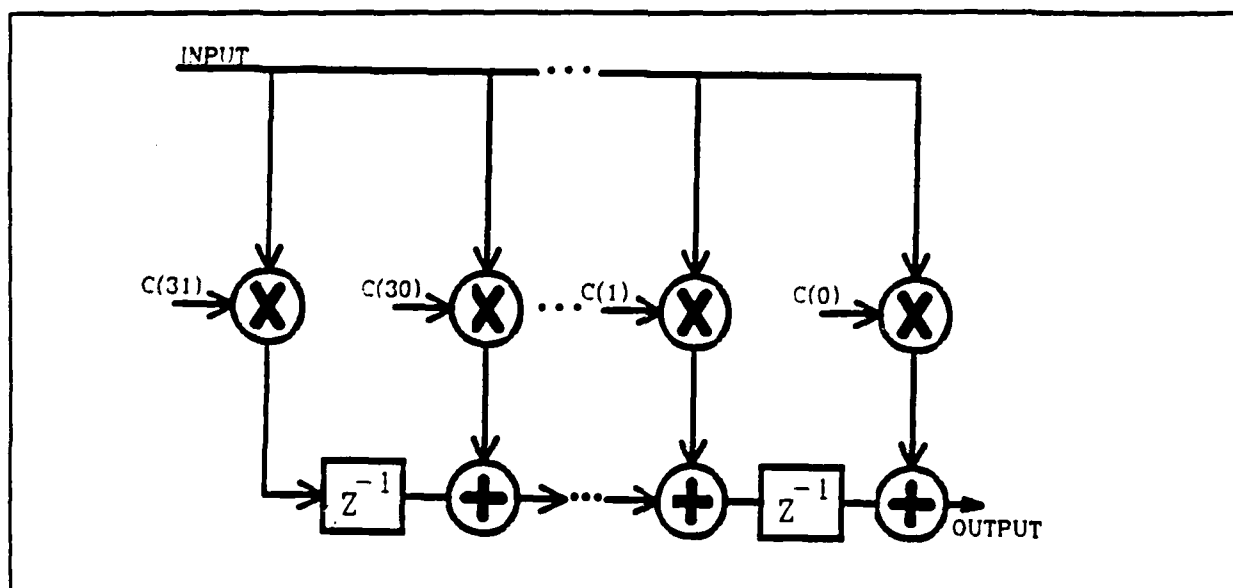 INPUT
...
C(31) C(30) ... C(1) C(0)
X X X X
Z^-1 + ... + Z^-1 +
OUTPUT